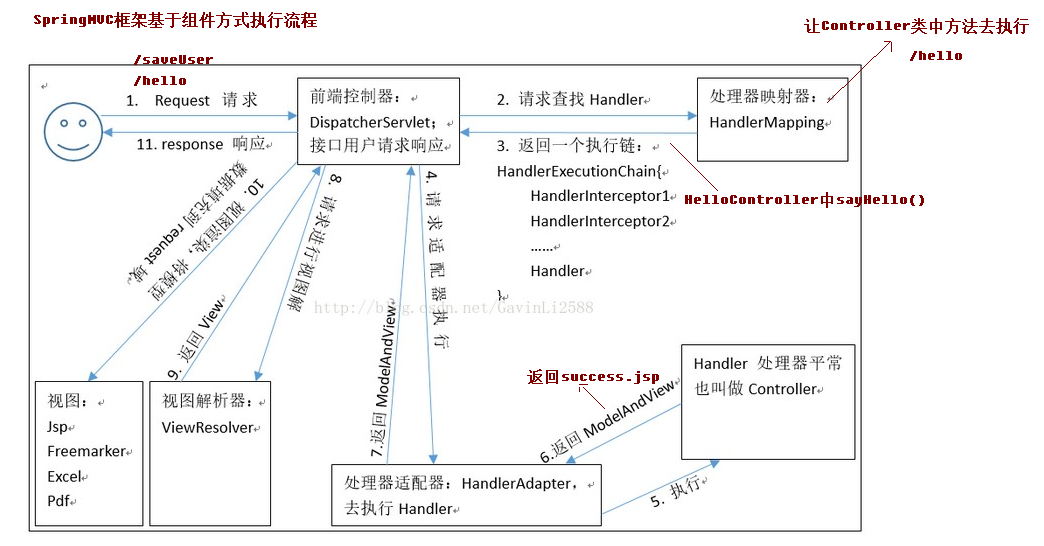 SpringMVC框架基于组件方式执行流程
让Controller类中方法去执行
/hello
/saveUser
/hello
1. Request 请求
11. response 响应
前端控制器：
DispatcherServlet；
接口用户请求响应
2. 请求查找 Handler
3. 返回一个执行链：
HandlerExecutionChain{
HandlerInterceptor1
HandlerInterceptor2
……
Handler
}
处理器映射器：
HandlerMapping
HelloController中sayHello()
10. 视图渲染，将模型
数据填充到 request 域。
9. 返回 View
8. 请求进行视图解
4. 请求适配器执行
7.返回 ModelAndView
http://blog.csdn.net/GavinLi2588
返回success.jsp
6.返回 ModelAndView
5. 执行
Handler 处理器平常
也叫做 Controller
视图：
Jsp
Freemarker
Excel
Pdf
视图解析器：
ViewResolver
处理器适配器：HandlerAdapter，
去执行 Handler